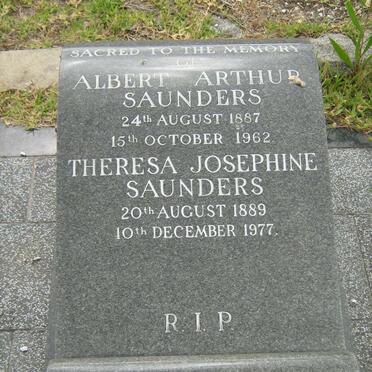 SACRED TO THE MEMORY
OF
ALBERT ARTHUR
SAUNDERS
24th AUGUST 1887
15th OCTOBER 1962
THERESA JOSEPHINE
SAUNDERS
20th AUGUST 1889
10th DECEMBER 1977.
R.I.P